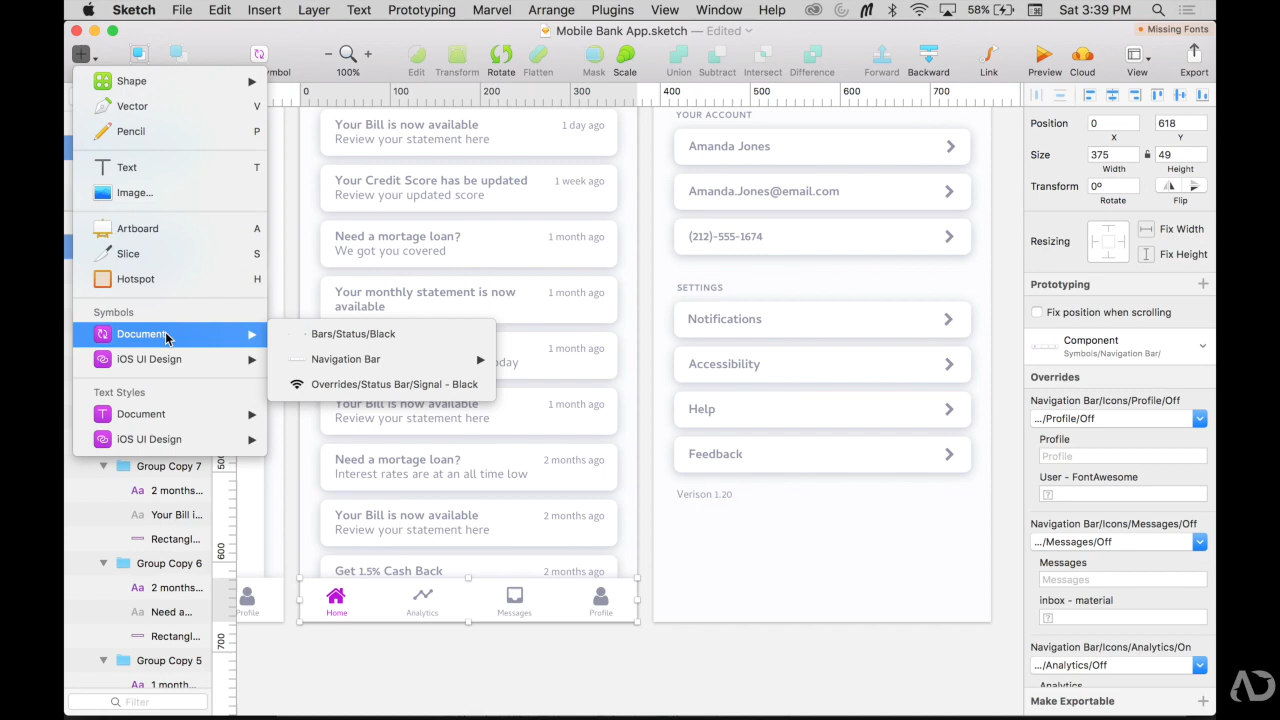 Sketch File Edit Insert Layer Text Prototyping Marvel Arrange Plugins View Window Help 58% Sat 3:39 PM
Mobile Bank App.sketch — Edited
Missing Fonts
100% Edit Transform Rotate Flatten Mask Scale Union Subtract Intersect Difference Forward Backward Link Preview Cloud View Export
Shape
Vector V
Pencil P
Text T
Image...
Artboard A
Slice S
Hotspot H
Symbols
Document
iOS UI Design
Text Styles
Document
iOS UI Design
Bars/Status/Black
Navigation Bar
Overrides/Status Bar/Signal - Black
Group Copy 7
Aa 2 months...
Aa Your Bill i...
Rectangl...
Group Copy 6
Aa 2 months...
Aa Need a...
Rectangl...
Group Copy 5
Aa 1 month...
Filter
0 100 200 300 400 500 600 700
600
700
Your Bill is now available 1 day ago
Review your statement here
Your Credit Score has be updated 1 week ago
Review your updated score
Need a mortage loan? 1 month ago
We got you covered
Your monthly statement is now available 1 month ago
1 month ago
Your Bill is now available 1 month ago
Review your statement here
Need a mortage loan? 2 months ago
Interest rates are at an all time low
Your Bill is now available 2 months ago
Review your statement here
Get 1.5% Cash Back 2 months ago
Profile
Home Analytics Messages Profile
YOUR ACCOUNT
Amanda Jones
Amanda.Jones@email.com
(212)-555-1674
SETTINGS
Notifications
Accessibility
Help
Feedback
Verison 1.20
Position 0 618
X Y
Size 375 49
Width Height
Transform 0º
Rotate Flip
Resizing Fix Width
Fix Height
Prototyping
Fix position when scrolling
Component
Symbols/Navigation Bar/
Overrides
Navigation Bar/Icons/Profile/Off
.../Profile/Off
Profile
Profile
User - FontAwesome
Navigation Bar/Icons/Messages/Off
.../Messages/Off
Messages
Messages
inbox - material
Navigation Bar/Icons/Analytics/On
.../Analytics/Off
Analytics
Make Exportable